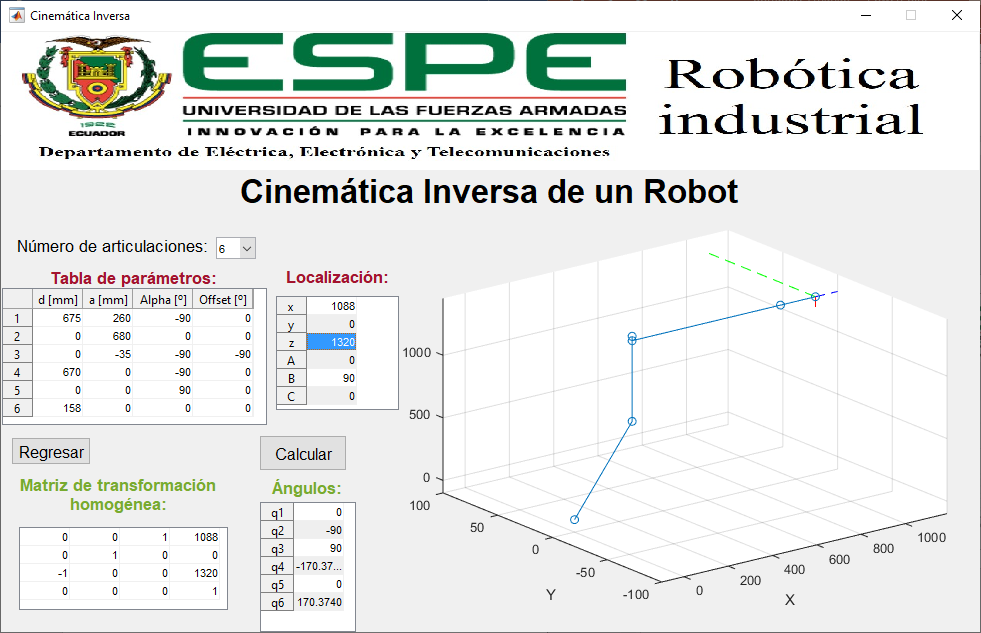 Cinemática Inversa
ESPE
UNIVERSIDAD DE LAS FUERZAS ARMADAS
INNOVACIÓN PARA LA EXCELENCIA
1922
ECUADOR
Departamento de Eléctrica, Electrónica y Telecomunicaciones
Robótica
industrial
Cinemática Inversa de un Robot
Número de articulaciones: 6
Tabla de parámetros:
d [mm] a [mm] Alpha [º] Offset [º]
1 675 260 -90 0
2 0 680 0 0
3 0 -35 -90 -90
4 670 0 -90 0
5 0 0 90 0
6 158 0 0 0
Localización:
x 1088
y 0
z 1320
A 0
B 90
C 0
Regresar
Calcular
Matriz de transformación
homogénea:
0 0 1 1088
0 1 0 0
-1 0 0 1320
0 0 0 1
Ángulos:
q1 0
q2 -90
q3 90
q4 -170.37...
q5 0
q6 170.3740
1000
500
0
100
50
0
-50
-100
Y
0
200
400
600
800
1000
X